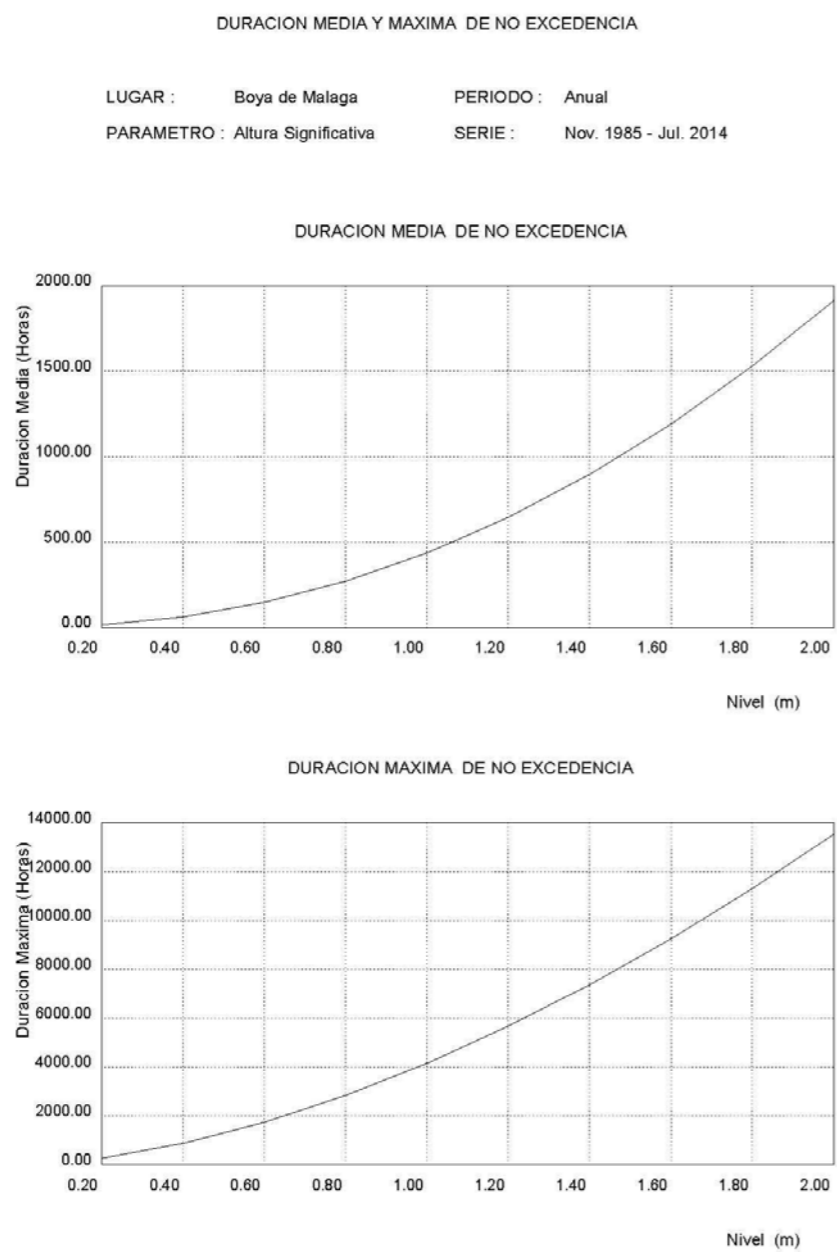 DURACION MEDIA Y MAXIMA DE NO EXCEDENCIA
LUGAR : Boya de Malaga PERIODO : Anual
PARAMETRO : Altura Significativa SERIE : Nov. 1985 - Jul. 2014
DURACION MEDIA DE NO EXCEDENCIA
Duracion Media (Horas)
2000.00
1500.00
1000.00
500.00
0.00
0.20 0.40 0.60 0.80 1.00 1.20 1.40 1.60 1.80 2.00
Nivel (m)
DURACION MAXIMA DE NO EXCEDENCIA
Duracion Maxima (Horas)
14000.00
12000.00
10000.00
8000.00
6000.00
4000.00
2000.00
0.00
0.20 0.40 0.60 0.80 1.00 1.20 1.40 1.60 1.80 2.00
Nivel (m)